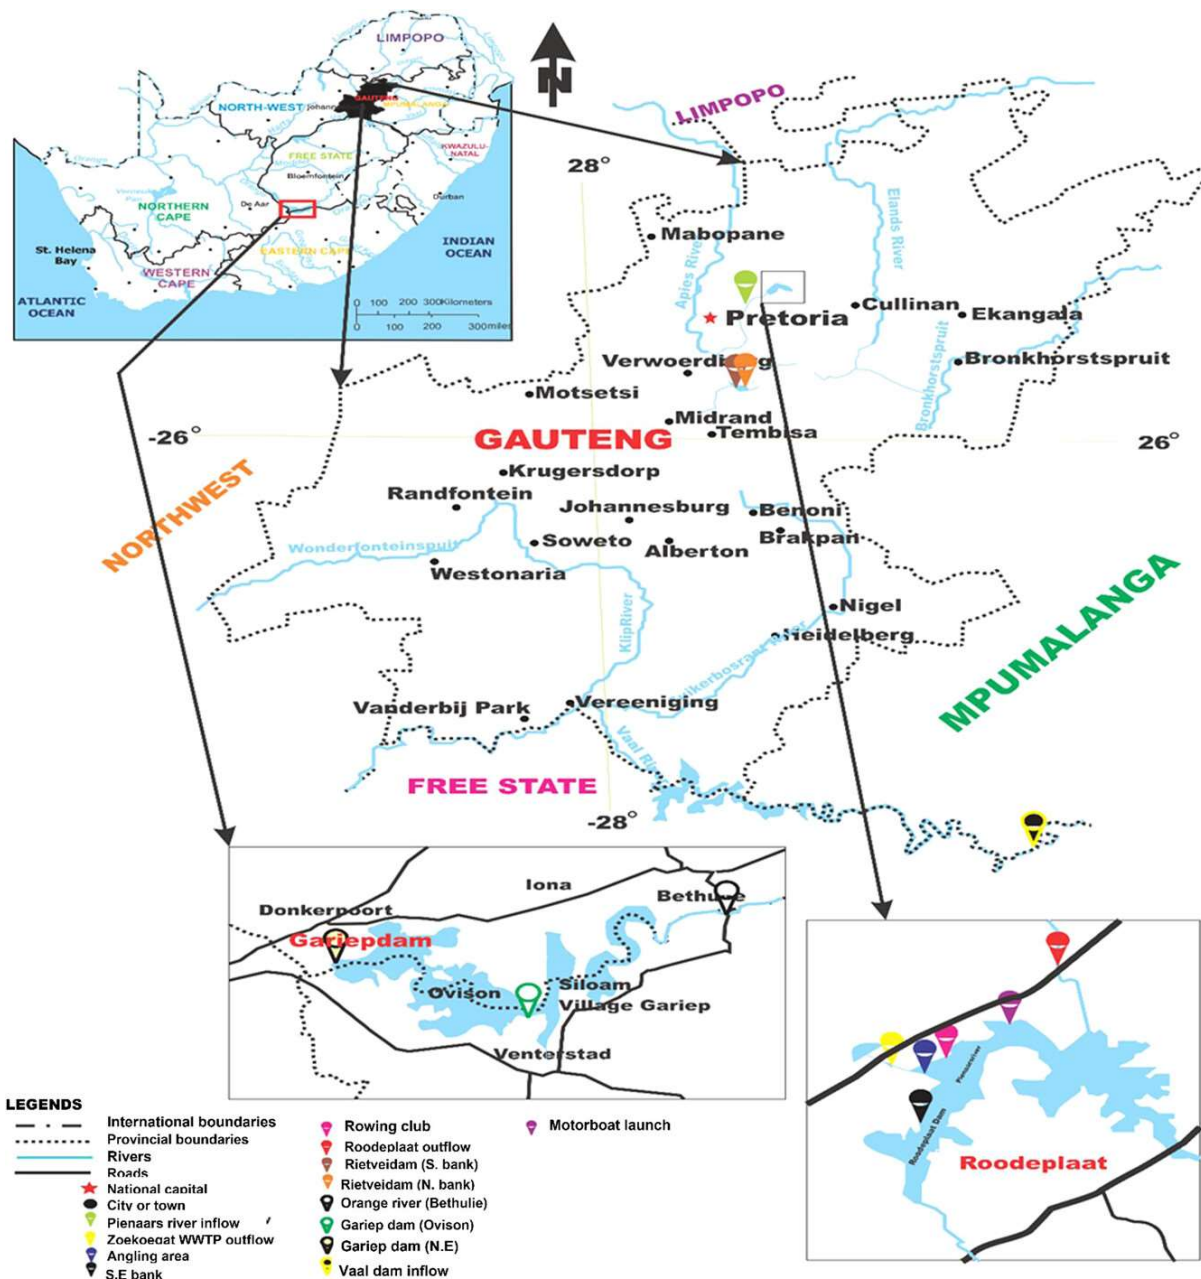 LIMPOPO
NORTH-WEST
GAUTENG
MPUMALANGA
FREE STATE
Bloemfontein
KWAZULU-
NATAL
NORTHERN
CAPE
De Aar
Durban
St. Helena
Bay
EASTERN CAPE
WESTERN
CAPE
INDIAN
OCEAN
ATLANTIC
OCEAN
0 100 200 300Kilometers
0 100 200 300miles
N
LIMPOPO
28°
Mabopane
Apies River
Elands River
Pretoria
Cullinan
Ekangala
Bronkhorstspruit
Bronkhorstspruit
Motsetsi
Midrand
Tembisa
-26°
GAUTENG
26°
NORTHWEST
Krugersdorp
Randfontein
Johannesburg
Benoni
Brakpan
Soweto
Alberton
Wonderfonteinspuit
Westonaria
KlipRiver
Nigel
Heidelberg
MPUMALANGA
Vanderbij Park
Vereeniging
FREE STATE
-28°
Iona
Bethulie
Donkerpoort
Gariepdam
Ovison
Siloam
Village Gariep
Venterstad
Pienaarsriver
Roodeplaat Dam
Roodeplaat
LEGENDS
International boundaries
Provincial boundaries
Rivers
Roads
National capital
City or town
Pienaars river inflow
Zoekoegat WWTP outflow
Angling area
S.E bank
Rowing club
Roodeplaat outflow
Rietveidam (S. bank)
Rietveidam (N. bank)
Orange river (Bethulie)
Gariep dam (Ovison)
Gariep dam (N.E)
Vaal dam inflow
Motorboat launch